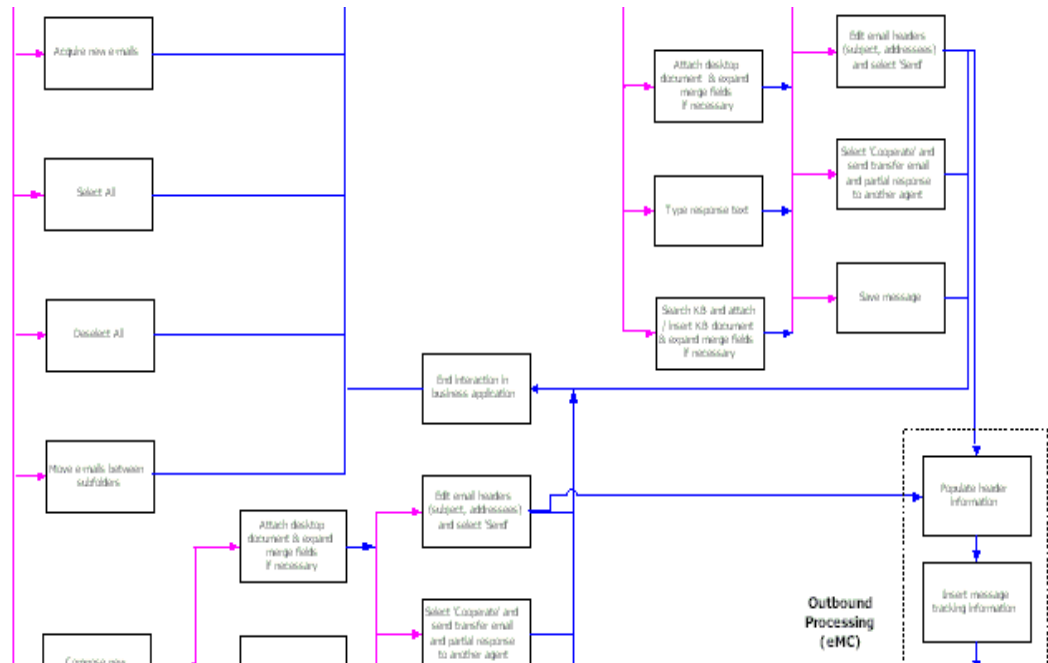 Acquire new e-mails
Select All
Deselect All
Move e-mails between
subfolders
Compose new
Attach desktop
document & expand
merge fields
if necessary
End interaction in
business application
Edit email headers
(subject, addressees)
and select 'Send'
Select 'Cooperate' and
send transfer email
and partial response
to another agent
Attach desktop
document & expand
merge fields
If necessary
Type response text
Search KB and attach
/ insert KB document
& expand merge fields
If necessary
Edit email headers
(subject, addressees)
and select 'Send'
Select 'Cooperate' and
send transfer email
and partial response
to another agent
Save message
Populate header
information
Insert message
tracking information
Outbound
Processing
(eMC)